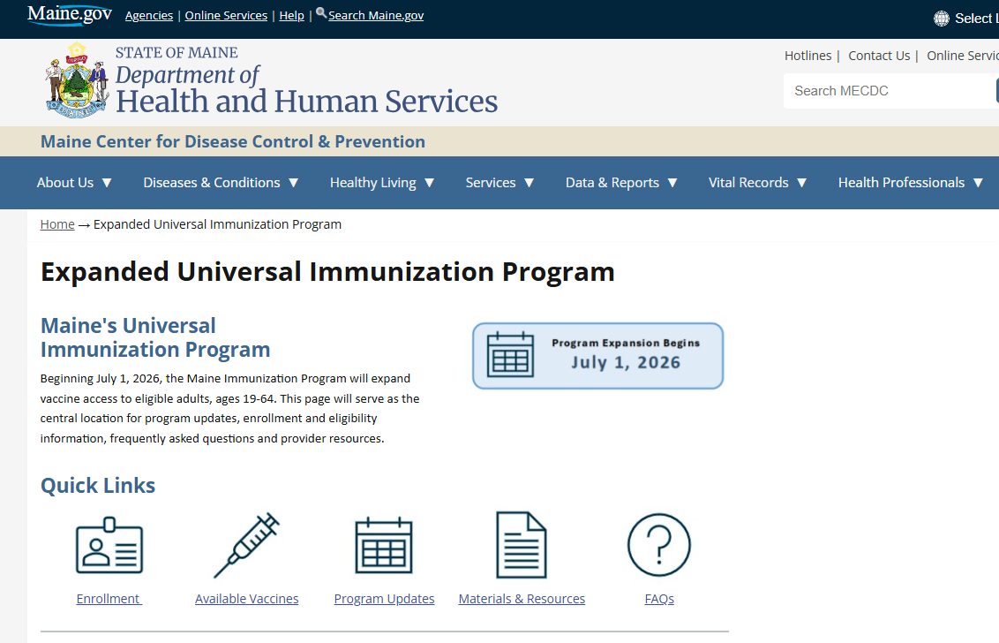 Maine.gov Agencies | Online Services | Help | Search Maine.gov
Select
STATE OF MAINE
Department of
Health and Human Services
Hotlines | Contact Us | Online
Search MECDC
Maine Center for Disease Control & Prevention
About Us ▼ Diseases & Conditions ▼ Healthy Living ▼ Services ▼ Data & Reports ▼ Vital Records ▼ Health Professionals ▼
Home → Expanded Universal Immunization Program
Expanded Universal Immunization Program
Maine's Universal
Immunization Program
Beginning July 1, 2026, the Maine Immunization Program will expand
vaccine access to eligible adults, ages 19-64. This page will serve as the
central location for program updates, enrollment and eligibility
information, frequently asked questions and provider resources.
Program Expansion Begins
July 1, 2026
Quick Links
Enrollment
Available Vaccines
Program Updates
Materials & Resources
FAQs